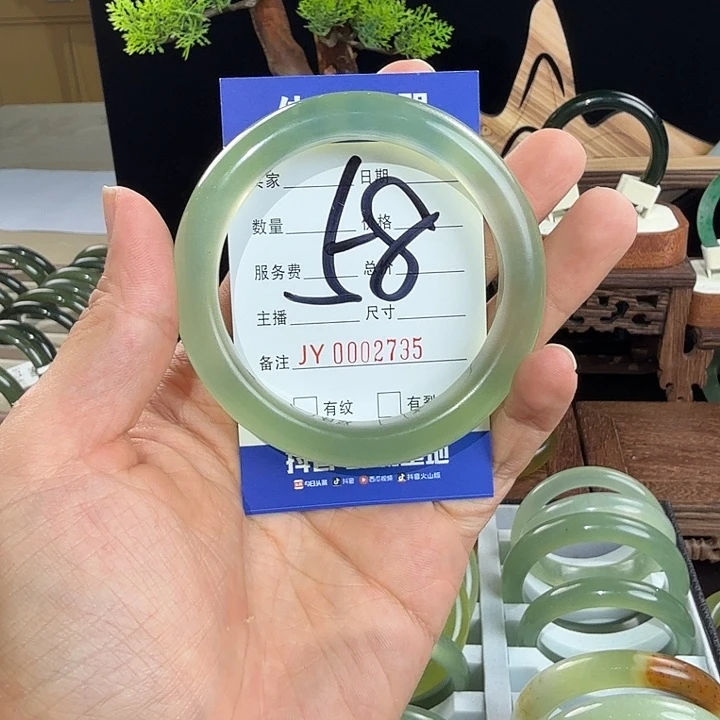 家 日期
数量 价格
58
服务费 总价
主播 尺寸
备注 JY 0002735
有纹 有裂
今日头条 抖音 西瓜视频 抖音火山版